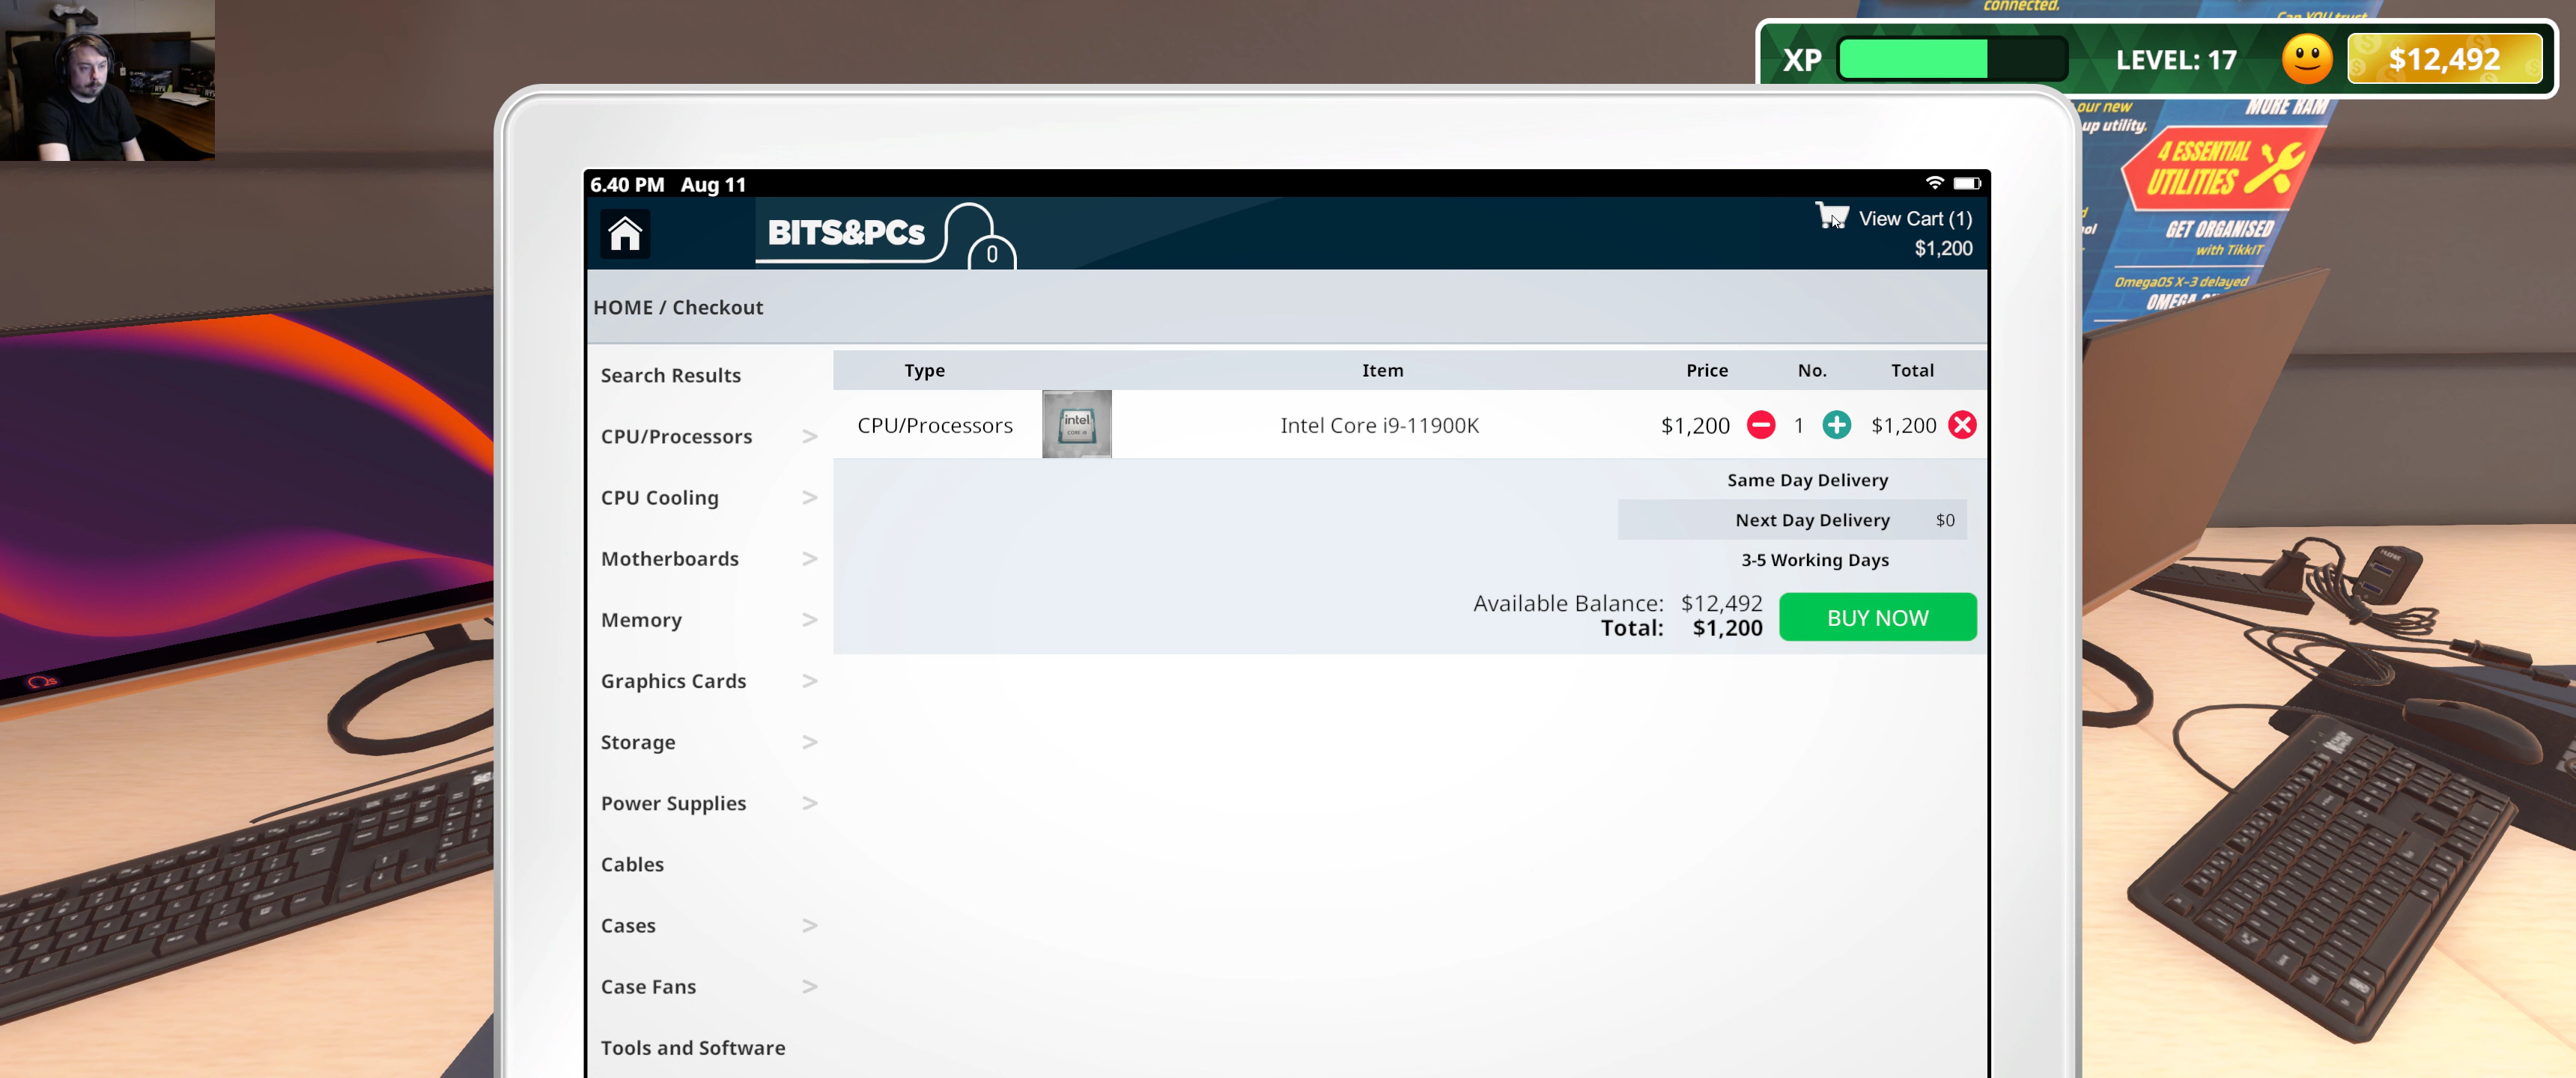 connected.
XP LEVEL: 17 $12,492
our new
up utility.
MORE RAM
4 ESSENTIAL
UTILITIES
GET ORGANISED
with TikkIT
OmegaOS X-3 delayed
6.40 PM Aug 11
BITS&PCs
View Cart (1)
$1,200
HOME / Checkout
Search Results
CPU/Processors >
CPU Cooling >
Motherboards >
Memory >
Graphics Cards >
Storage >
Power Supplies >
Cables
Cases >
Case Fans >
Tools and Software
Type Item Price No. Total
CPU/Processors intel Intel Core i9-11900K $1,200 1 $1,200
Same Day Delivery
Next Day Delivery $0
3-5 Working Days
Available Balance: $12,492
Total: $1,200
BUY NOW